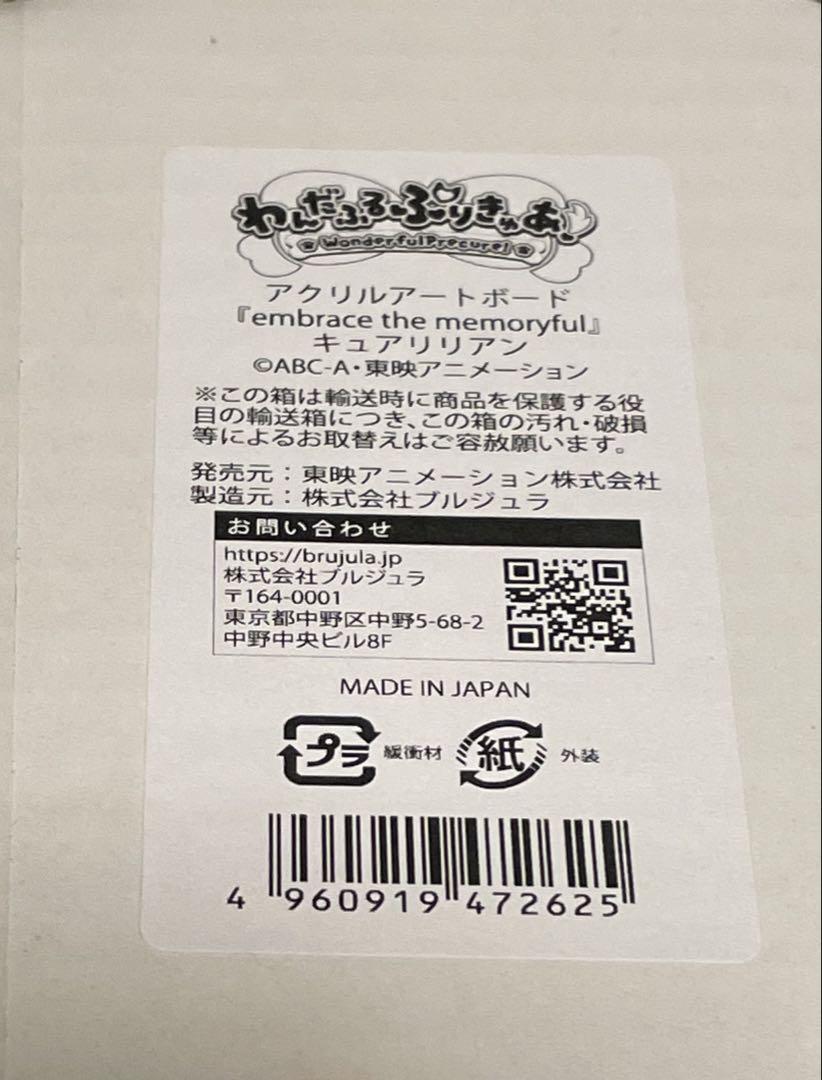 わんだふるぷりきゅあ!
WonderfulPrecure!
アクリルアートボード
『embrace the memoryful』
キュアリリアン
©ABC-A・東映アニメーション
※この箱は輸送時に商品を保護する役
目の輸送箱につき、この箱の汚れ・破損
等によるお取替えはご容赦願います。
発売元：東映アニメーション株式会社
製造元：株式会社ブルジュラ
お問い合わせ
https://brujula.jp
株式会社ブルジュラ
〒164-0001
東京都中野区中野5-68-2
中野中央ビル8F
MADE IN JAPAN
プラ 緩衝材 紙 外装
4 960919 472625